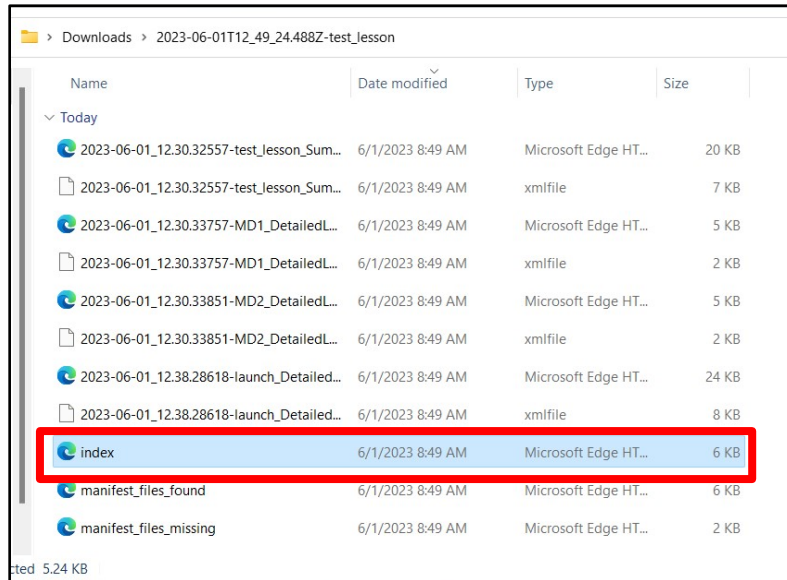 Downloads > 2023-06-01T12_49_24.488Z-test_lesson
Name Date modified Type Size
Today
2023-06-01_12.30.32557-test_lesson_Sum... 6/1/2023 8:49 AM Microsoft Edge HT... 20 KB
2023-06-01_12.30.32557-test_lesson_Sum... 6/1/2023 8:49 AM xmlfile 7 KB
2023-06-01_12.30.33757-MD1_DetailedL... 6/1/2023 8:49 AM Microsoft Edge HT... 5 KB
2023-06-01_12.30.33757-MD1_DetailedL... 6/1/2023 8:49 AM xmlfile 2 KB
2023-06-01_12.30.33851-MD2_DetailedL... 6/1/2023 8:49 AM Microsoft Edge HT... 5 KB
2023-06-01_12.30.33851-MD2_DetailedL... 6/1/2023 8:49 AM xmlfile 2 KB
2023-06-01_12.38.28618-launch_Detailed... 6/1/2023 8:49 AM Microsoft Edge HT... 24 KB
2023-06-01_12.38.28618-launch_Detailed... 6/1/2023 8:49 AM xmlfile 8 KB
index 6/1/2023 8:49 AM Microsoft Edge HT... 6 KB
manifest_files_found 6/1/2023 8:49 AM Microsoft Edge HT... 6 KB
manifest_files_missing 6/1/2023 8:49 AM Microsoft Edge HT... 2 KB
cted 5.24 KB